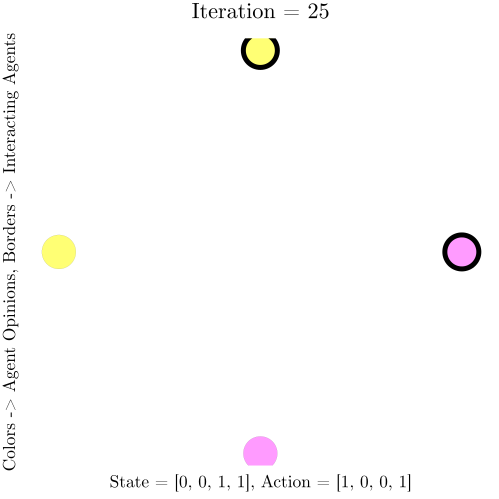 Iteration = 25
Colors -> Agent Opinions, Borders -> Interacting Agents
State = [0, 0, 1, 1], Action = [1, 0, 0, 1]